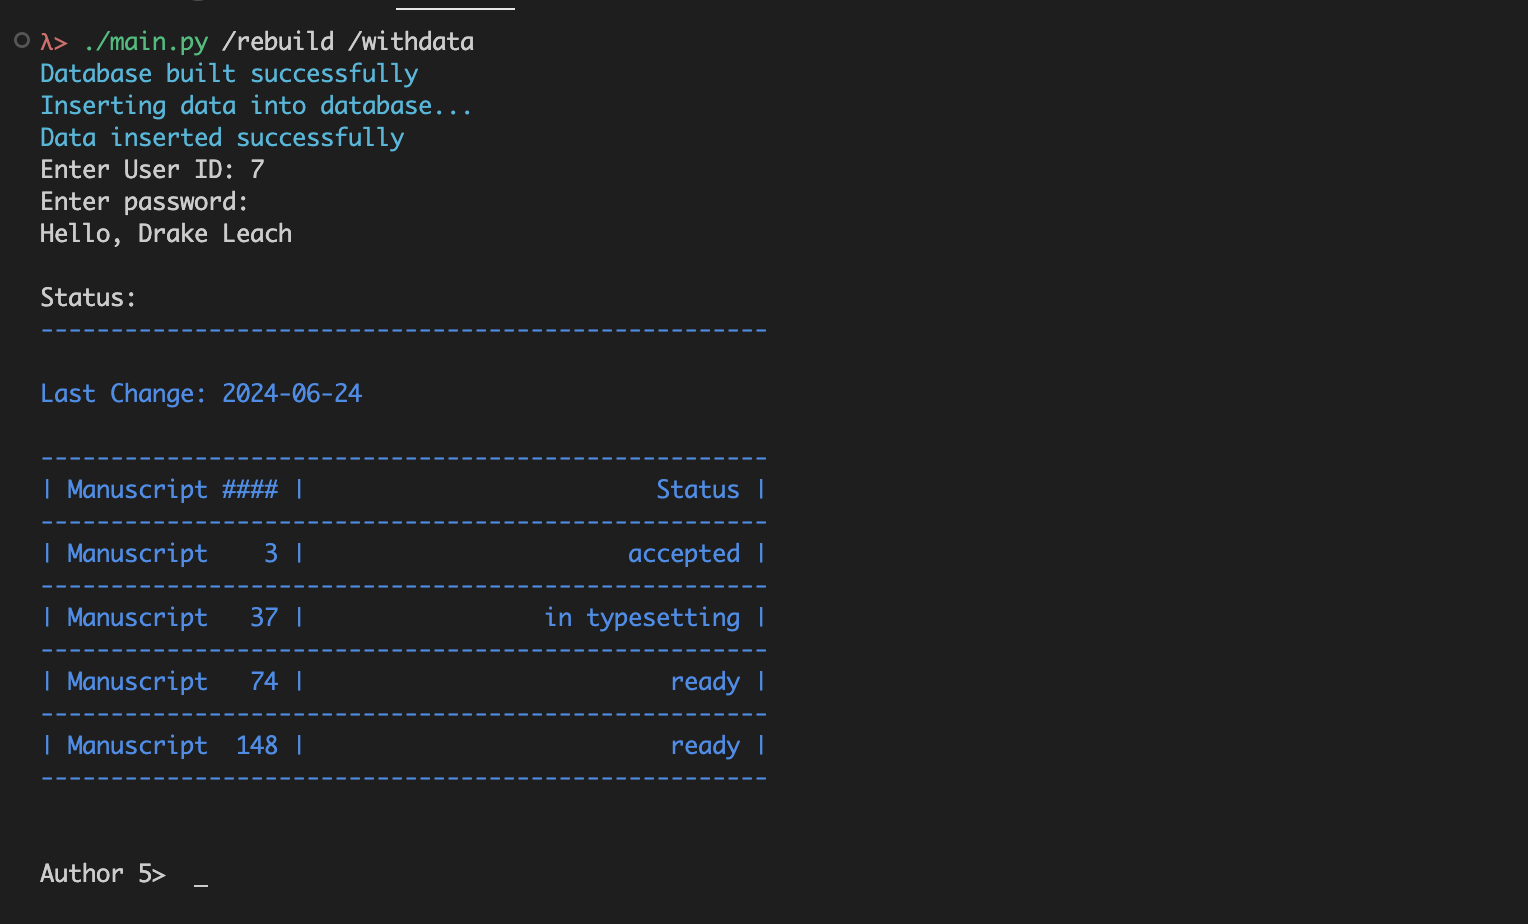 λ> ./main.py /rebuild /withdata
Database built successfully
Inserting data into database...
Data inserted successfully
Enter User ID: 7
Enter password:
Hello, Drake Leach
Status:
----------------------------------------------------
Last Change: 2024-06-24
----------------------------------------------------
| Manuscript #### |                         Status |
----------------------------------------------------
| Manuscript    3 |                       accepted |
----------------------------------------------------
| Manuscript   37 |                 in typesetting |
----------------------------------------------------
| Manuscript   74 |                          ready |
----------------------------------------------------
| Manuscript  148 |                          ready |
----------------------------------------------------
Author 5>  _